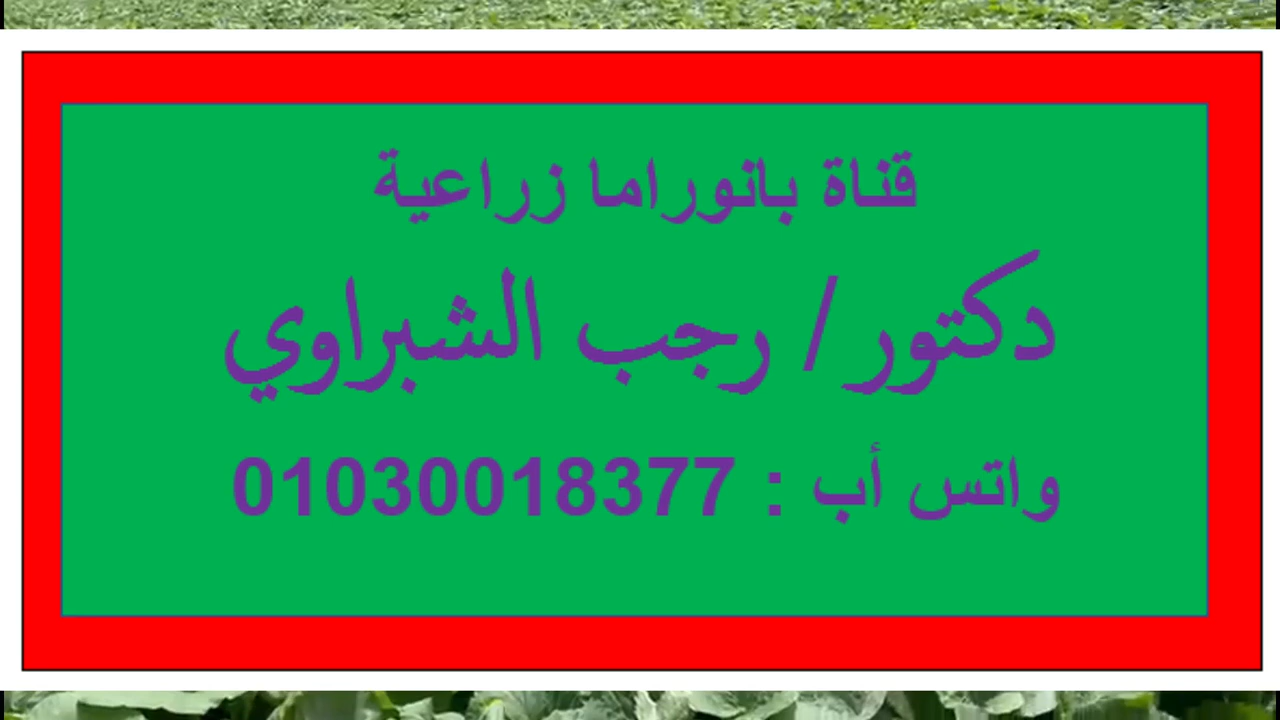 قناة بانوراما زراعية
دكتور/ رجب الشبراوي
واتس أب : 01030018377